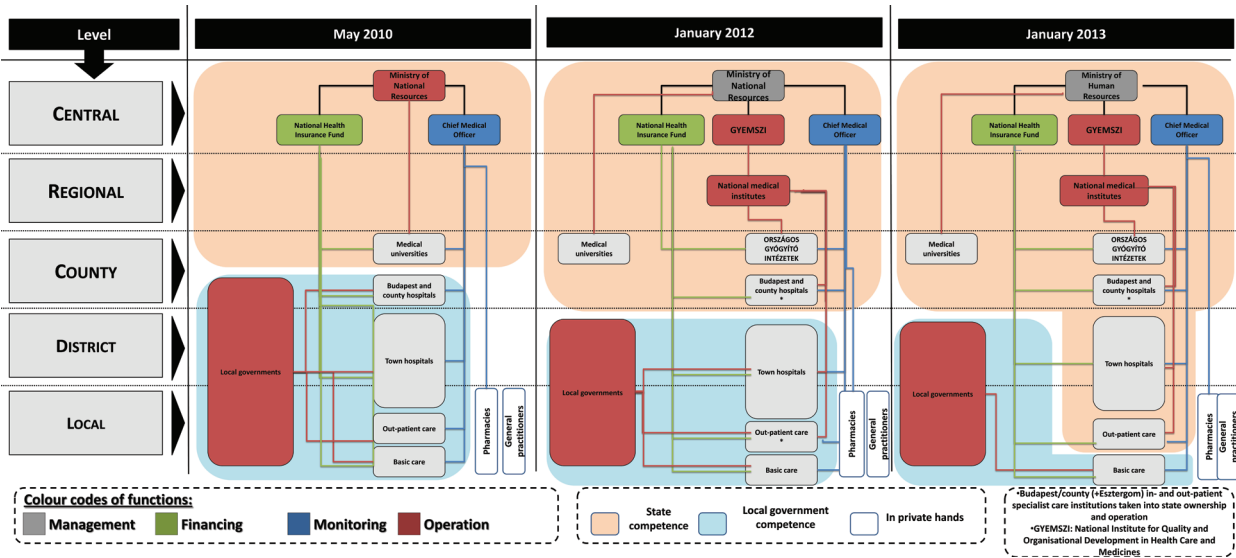 Level
May 2010
January 2012
January 2013
CENTRAL
REGIONAL
COUNTY
DISTRICT
LOCAL
Ministry of
National
Resources
National Health
Insurance Fund
Chief Medical
Officer
Medical
universities
Budapest and
county hospitals
Town hospitals
Local governments
Out-patient care
Basic care
Pharmacies
General
practitioners
Ministry of
National
Resources
National Health
Insurance Fund
GYEMSZI
Chief Medical
Officer
National medical
institutes
Medical
universities
ORSZÁGOS
GYÓGYÍTÓ
INTÉZETEK
Budapest and
county hospitals
*
Town hospitals
Local governments
Out-patient care
*
Basic care
Pharmacies
General
practitioners
Ministry of
Human
Resources
National Health
Insurance Fund
GYEMSZI
Chief Medical
Officer
National medical
institutes
Medical
universities
ORSZÁGOS
GYÓGYÍTÓ
INTÉZETEK
Budapest and
county hospitals
*
Town hospitals
Local governments
Out-patient care
Basic care
Pharmacies
General
practitioners
Colour codes of functions:
Management
Financing
Monitoring
Operation
State
competence
Local government
competence
In private hands
•Budapest/county (+Esztergom) in- and out-patient
specialist care institutions taken into state ownership
and operation
•GYEMSZI: National Institute for Quality and
Organisational Development in Health Care and
Medicines